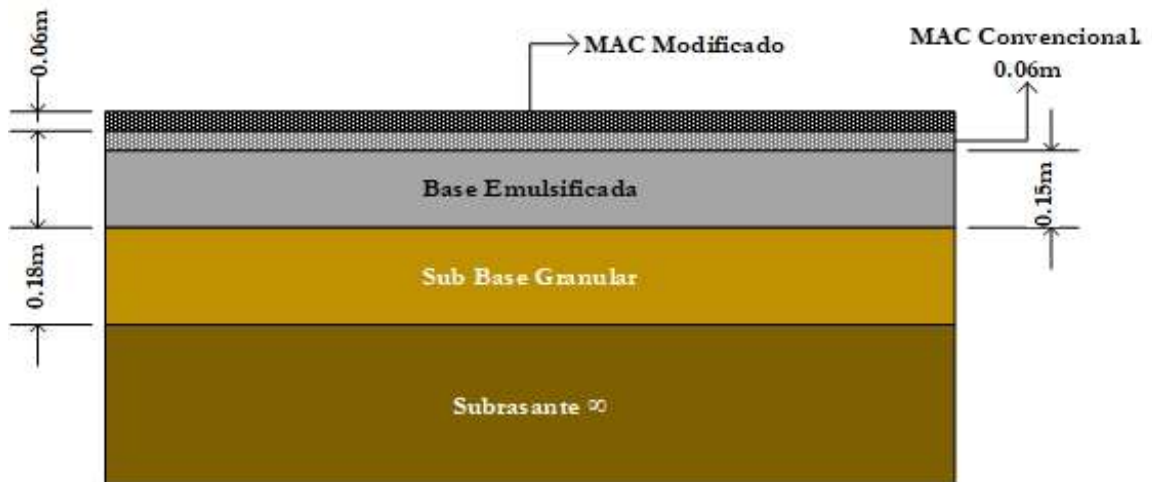 0.06m
MAC Modificado
MAC Convencional.
0.06m
Base Emulsificada
0.15m
0.18m
Sub Base Granular
Subrasante ∞